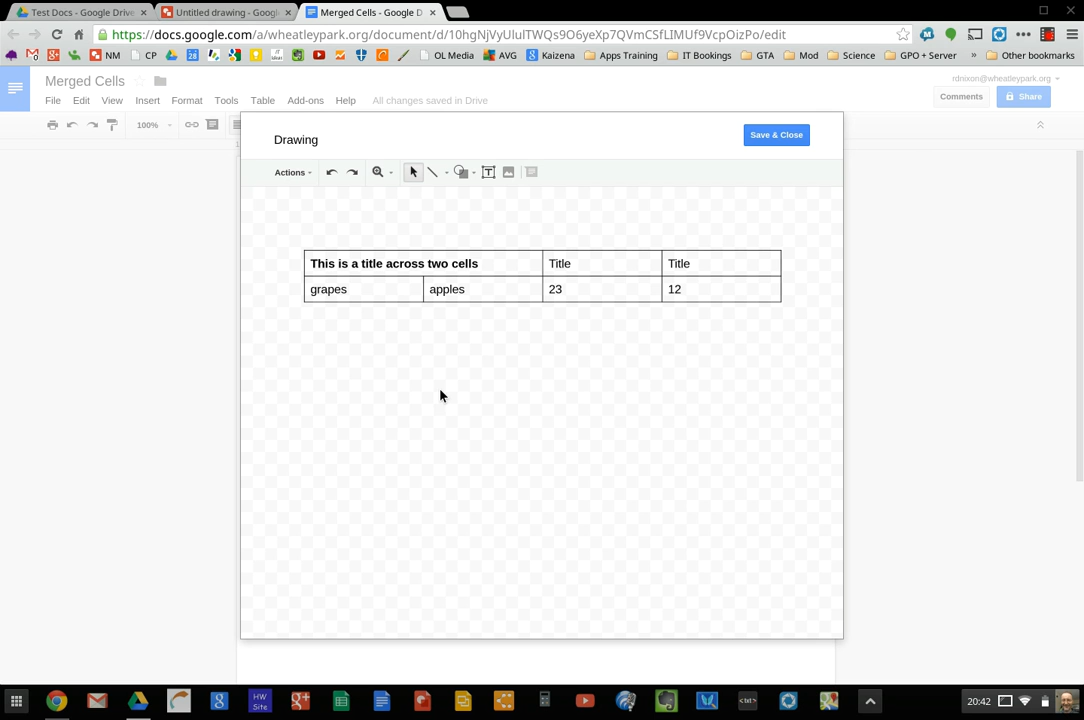 Test Docs - Google Drive
Untitled drawing - Googl
Merged Cells - Google D
https://docs.google.com/a/wheatleypark.org/document/d/10hgNjVyUlulTWQs9O6yeXp7QVmCSfLIMUf9VcpOizPo/edit
NM CP 28 OL Media AVG Kaizena Apps Training IT Bookings GTA Mod Science GPO + Server » Other bookmarks
Merged Cells
rdnixon@wheatleypark.org
File Edit View Insert Format Tools Table Add-ons Help All changes saved in Drive
Comments Share
100%
Drawing
Save & Close
Actions
This is a title across two cells Title Title
grapes apples 23 12
HW
Site
<txt>
20:42